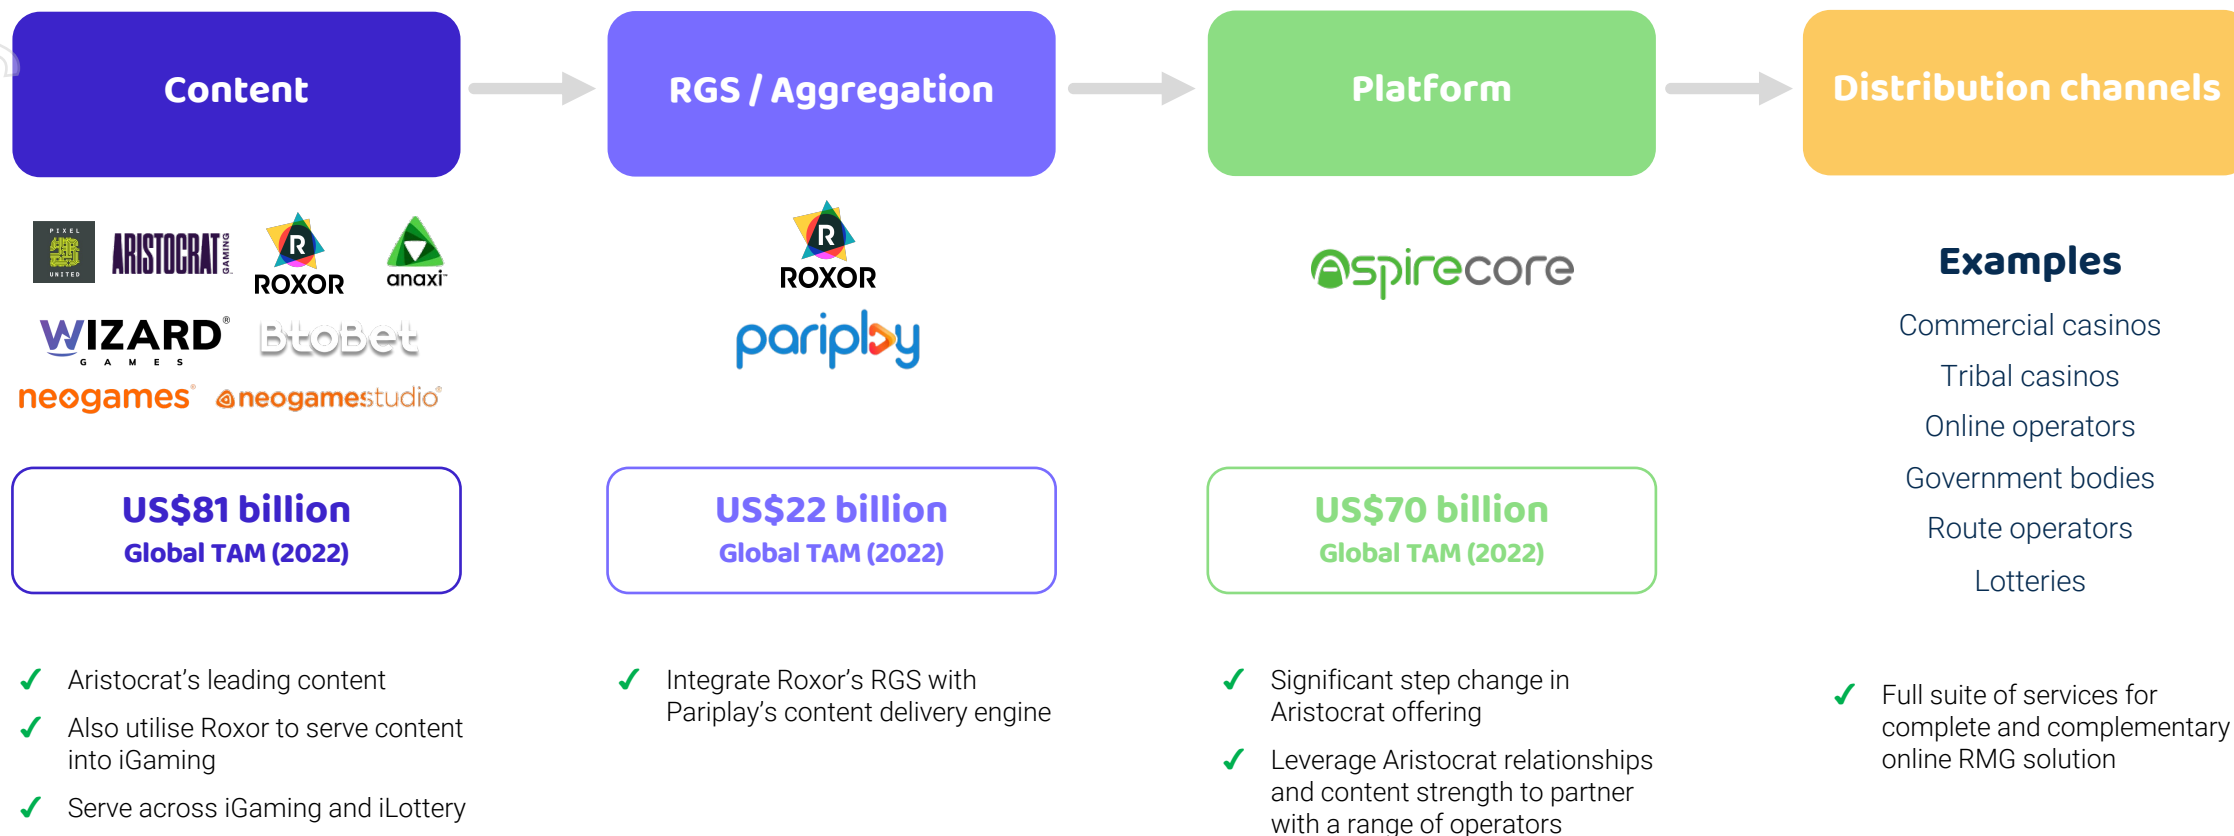 Content
RGS / Aggregation
Platform
Distribution channels
PIXEL
UNITED
ARISTOCRAT GAMING
R
ROXOR
anaxi
WIZARD®
GAMES
BtoBet
neogames®
neogamestudio®
US$81 billion
Global TAM (2022)
✓ Aristocrat’s leading content
✓ Also utilise Roxor to serve content
into iGaming
✓ Serve across iGaming and iLottery
R
ROXOR
pariplay
US$22 billion
Global TAM (2022)
✓ Integrate Roxor’s RGS with
Pariplay’s content delivery engine
Aspirecore
US$70 billion
Global TAM (2022)
✓ Significant step change in
Aristocrat offering
✓ Leverage Aristocrat relationships
and content strength to partner
with a range of operators
Examples
Commercial casinos
Tribal casinos
Online operators
Government bodies
Route operators
Lotteries
✓ Full suite of services for
complete and complementary
online RMG solution